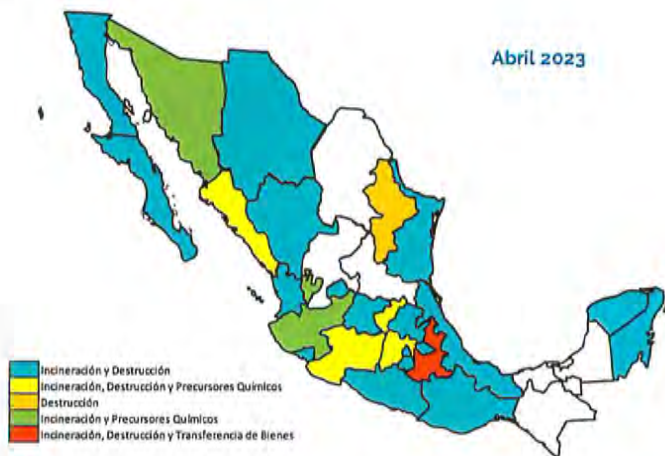 Abril 2023
Incineración y Destrucción
Incineración, Destrucción y Precursores Químicos
Destrucción
Incineración y Precursores Químicos
Incineración, Destrucción y Transferencia de Bienes